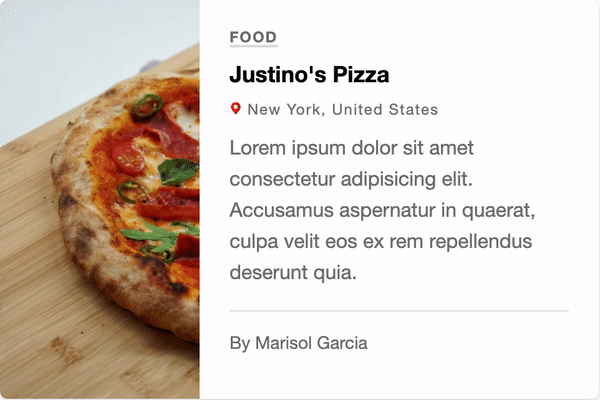 FOOD
Justino's Pizza
New York, United States
Lorem ipsum dolor sit amet
consectetur adipisicing elit.
Accusamus aspernatur in quaerat,
culpa velit eos ex rem repellendus
deserunt quia.
By Marisol Garcia